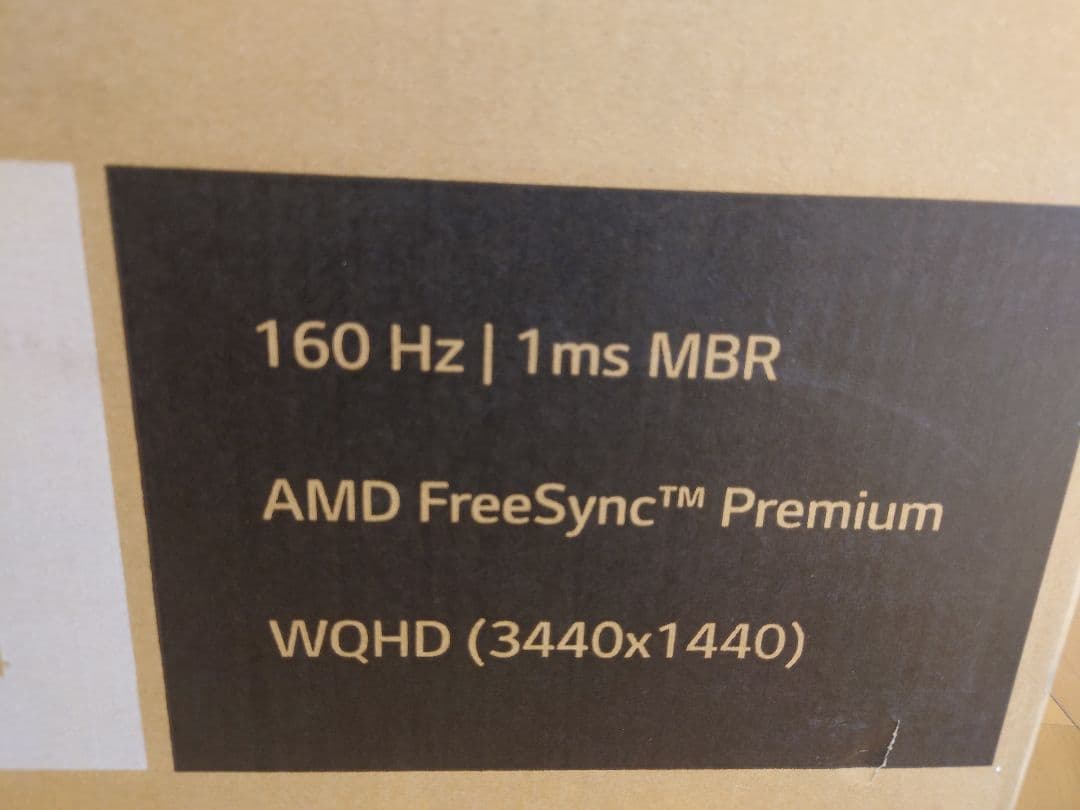 160 Hz | 1ms MBR
AMD FreeSync™ Premium
WQHD (3440x1440)